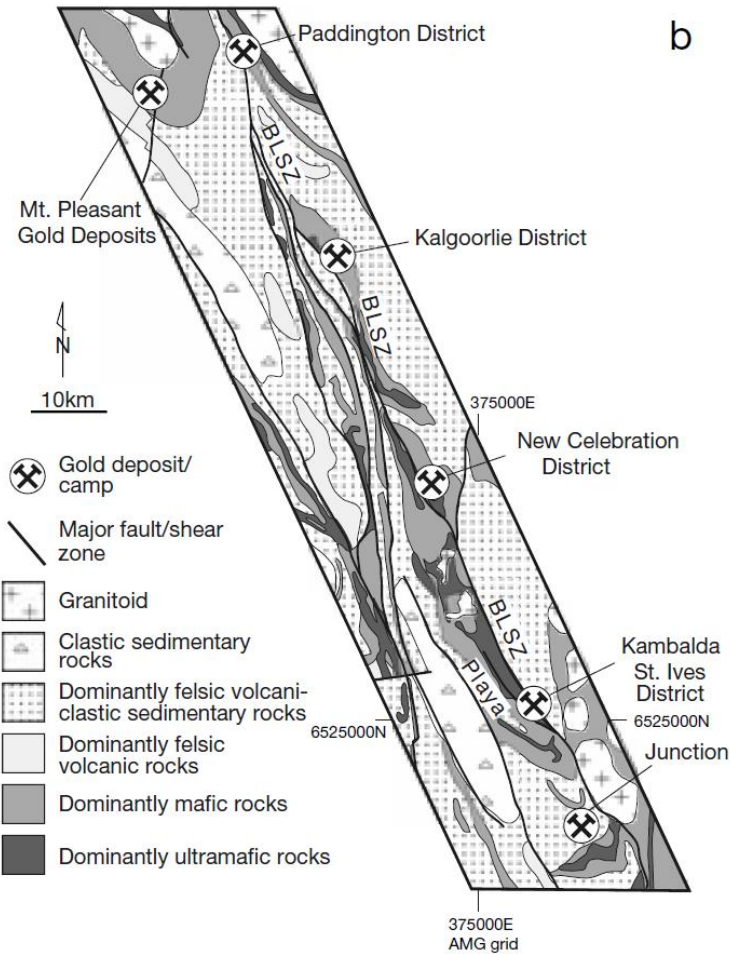 b
Paddington District
BLSZ
Mt. Pleasant
Gold Deposits
Kalgoorlie District
BLSZ
N
10km
375000E
New Celebration
District
Gold deposit/
camp
Major fault/shear
zone
Granitoid
Clastic sedimentary
rocks
Dominantly felsic volcani-
clastic sedimentary rocks
Dominantly felsic
volcanic rocks
Dominantly mafic rocks
Dominantly ultramafic rocks
BLSZ
Playa
Kambalda
St. Ives
District
6525000N
6525000N
Junction
375000E
AMG grid